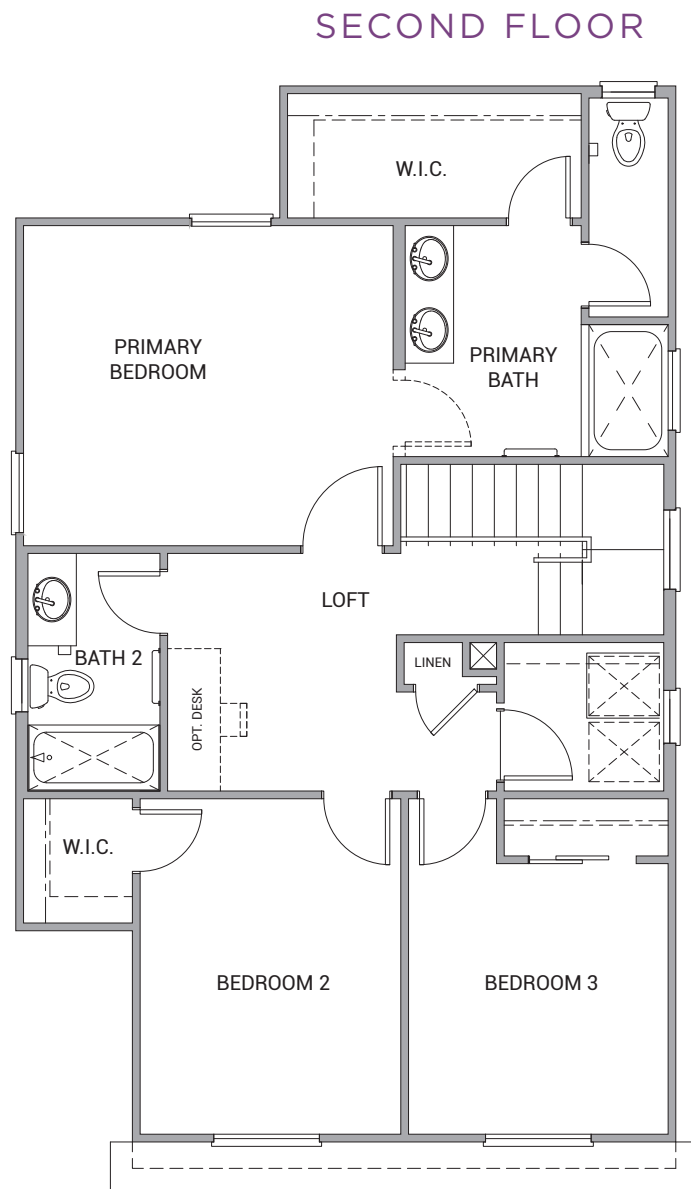 SECOND FLOOR
W.I.C.
PRIMARY
BEDROOM
PRIMARY
BATH
LOFT
BATH 2
LINEN
OPT. DESK
W.I.C.
BEDROOM 2
BEDROOM 3